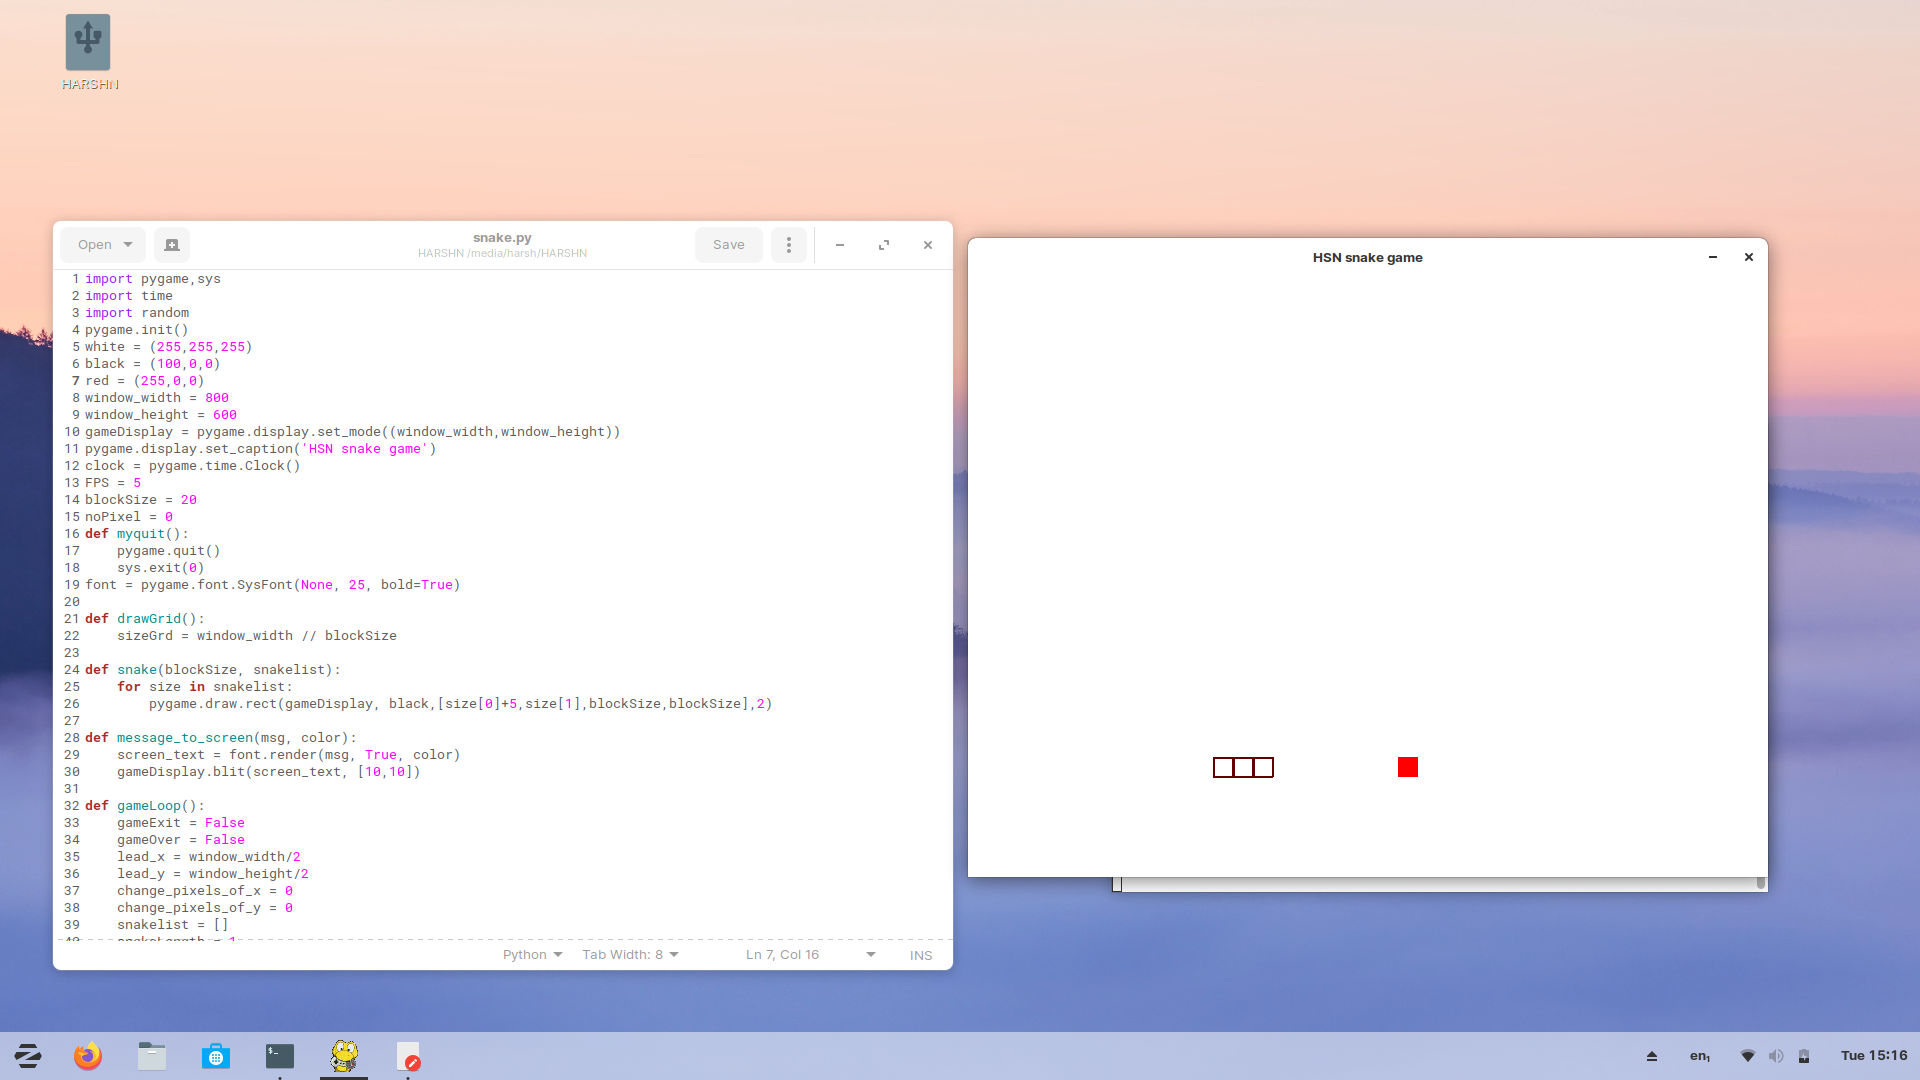 HARSHN
Open
snake.py
HARSHN /media/harsh/HARSHN
Save
1 import pygame,sys
2 import time
3 import random
4 pygame.init()
5 white = (255,255,255)
6 black = (100,0,0)
7 red = (255,0,0)
8 window_width = 800
9 window_height = 600
10 gameDisplay = pygame.display.set_mode((window_width,window_height))
11 pygame.display.set_caption('HSN snake game')
12 clock = pygame.time.Clock()
13 FPS = 5
14 blockSize = 20
15 noPixel = 0
16 def myquit():
17     pygame.quit()
18     sys.exit(0)
19 font = pygame.font.SysFont(None, 25, bold=True)
20
21 def drawGrid():
22     sizeGrd = window_width // blockSize
23
24 def snake(blockSize, snakelist):
25     for size in snakelist:
26         pygame.draw.rect(gameDisplay, black,[size[0]+5,size[1],blockSize,blockSize],2)
27
28 def message_to_screen(msg, color):
29     screen_text = font.render(msg, True, color)
30     gameDisplay.blit(screen_text, [10,10])
31
32 def gameLoop():
33     gameExit = False
34     gameOver = False
35     lead_x = window_width/2
36     lead_y = window_height/2
37     change_pixels_of_x = 0
38     change_pixels_of_y = 0
39     snakelist = []
Python
Tab Width: 8
Ln 7, Col 16
INS
HSN snake game
$-
en1
Tue 15:16